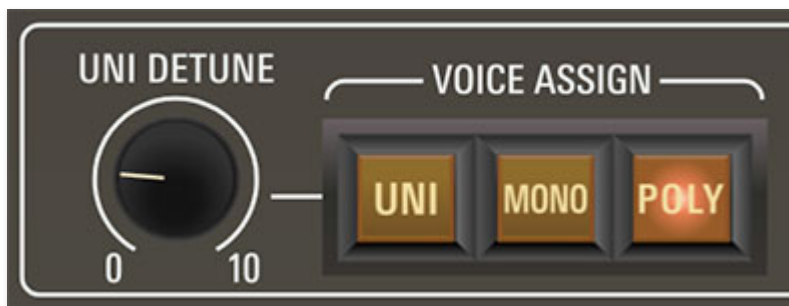 UNI DETUNE
0 10
VOICE ASSIGN
UNI MONO POLY